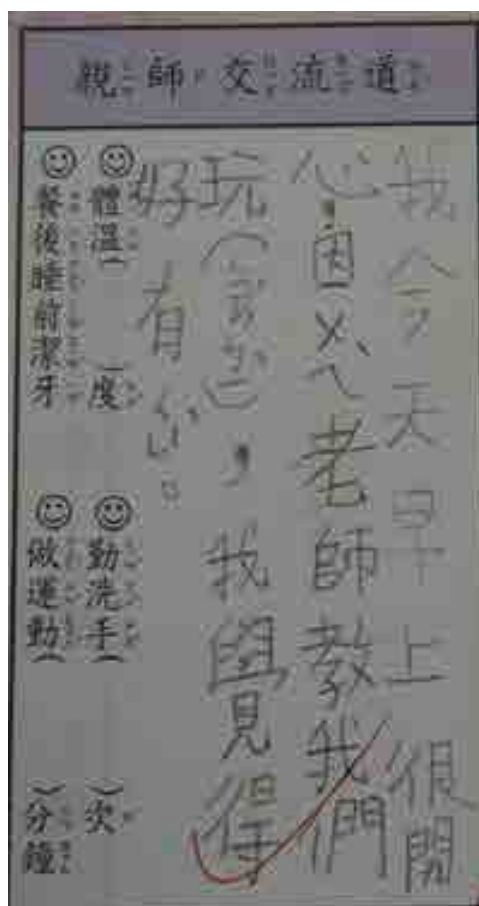 親師交流道
我今天早上很開
心,因ㄨㄟ老師教我們
玩,我覺得
好有
體溫( )度
餐後睡前潔牙
勤洗手( )次
做運動( )分鐘